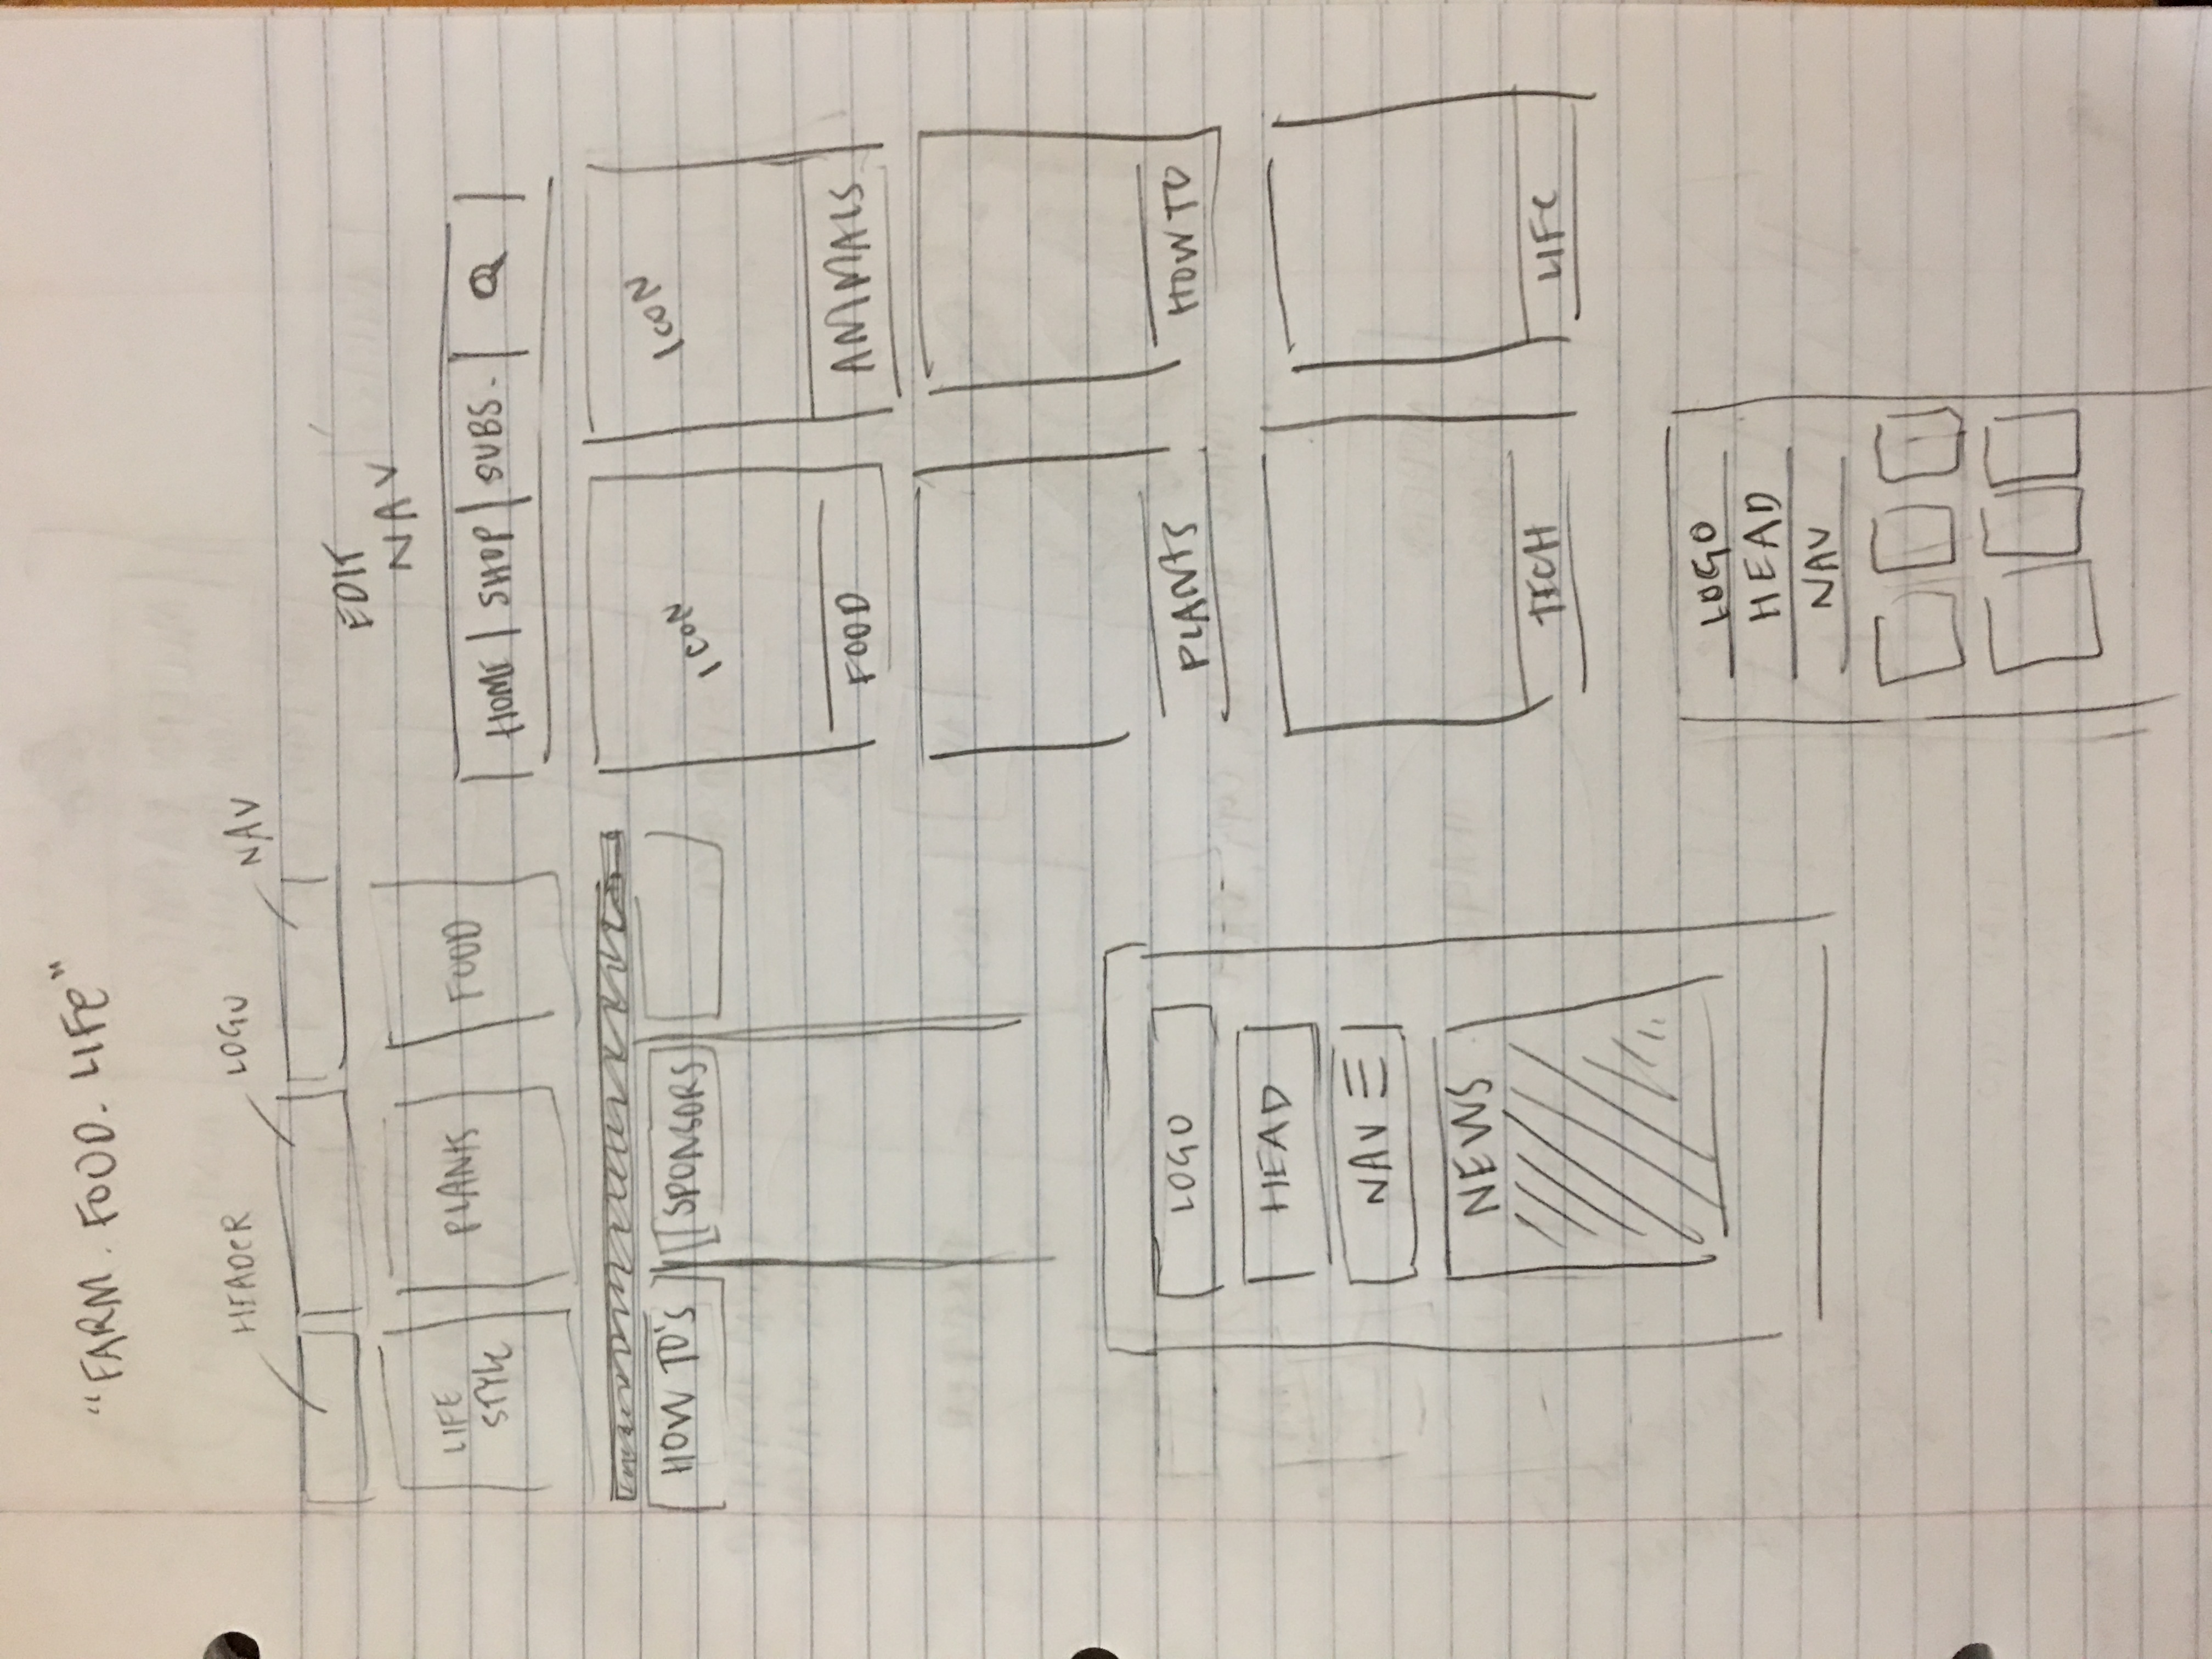 "FARM. FOOD. LIFE"
HEADER
LOGO
NAV
LIFE
STYLE
PLANTS
FOOD
HOW TO'S
SPONSORS
EDIT
NAV
HOME | SHOP | SUBS.
ICON
ICON
FOOD
ANIMALS
PLANTS
HOW TO
TECH
LIFE
LOGO
HEAD
NAV
NEWS
LOGO
HEAD
NAV